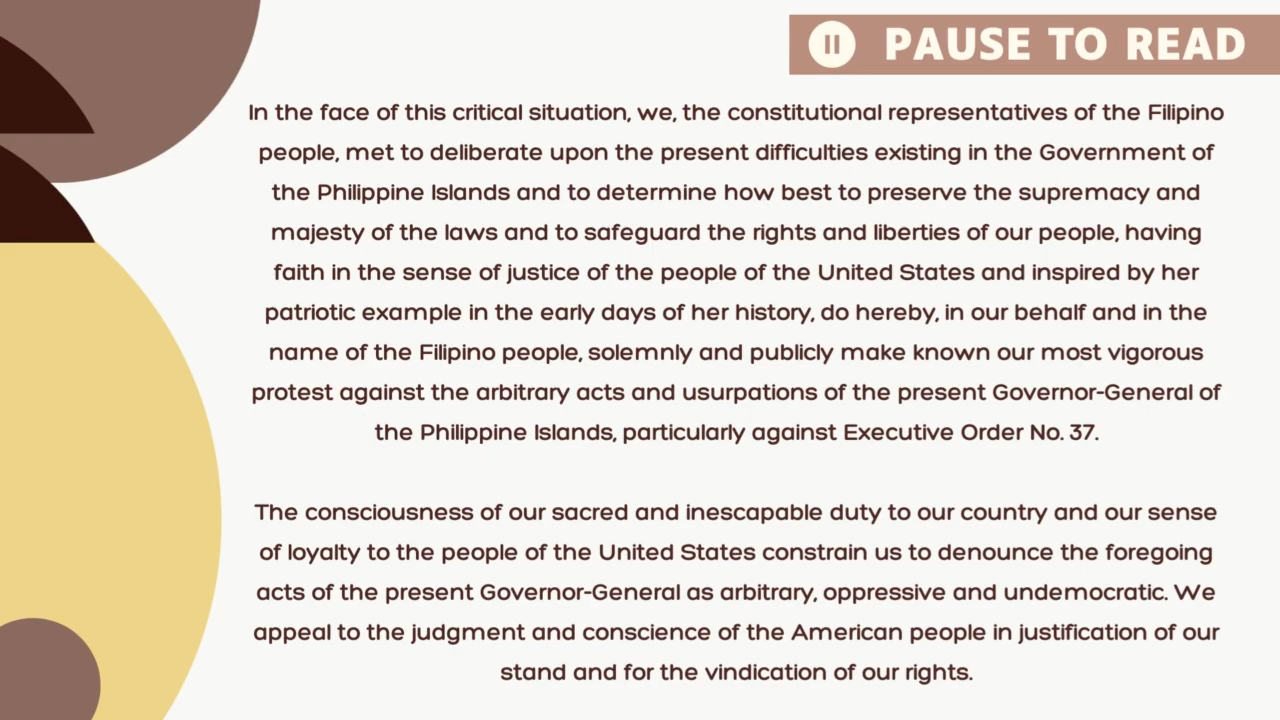 PAUSE TO READ
In the face of this critical situation, we, the constitutional representatives of the Filipino
people, met to deliberate upon the present difficulties existing in the Government of
the Philippine Islands and to determine how best to preserve the supremacy and
majesty of the laws and to safeguard the rights and liberties of our people, having
faith in the sense of justice of the people of the United States and inspired by her
patriotic example in the early days of her history, do hereby, in our behalf and in the
name of the Filipino people, solemnly and publicly make known our most vigorous
protest against the arbitrary acts and usurpations of the present Governor-General of
the Philippine Islands, particularly against Executive Order No. 37.
The consciousness of our sacred and inescapable duty to our country and our sense
of loyalty to the people of the United States constrain us to denounce the foregoing
acts of the present Governor-General as arbitrary, oppressive and undemocratic. We
appeal to the judgment and conscience of the American people in justification of our
stand and for the vindication of our rights.